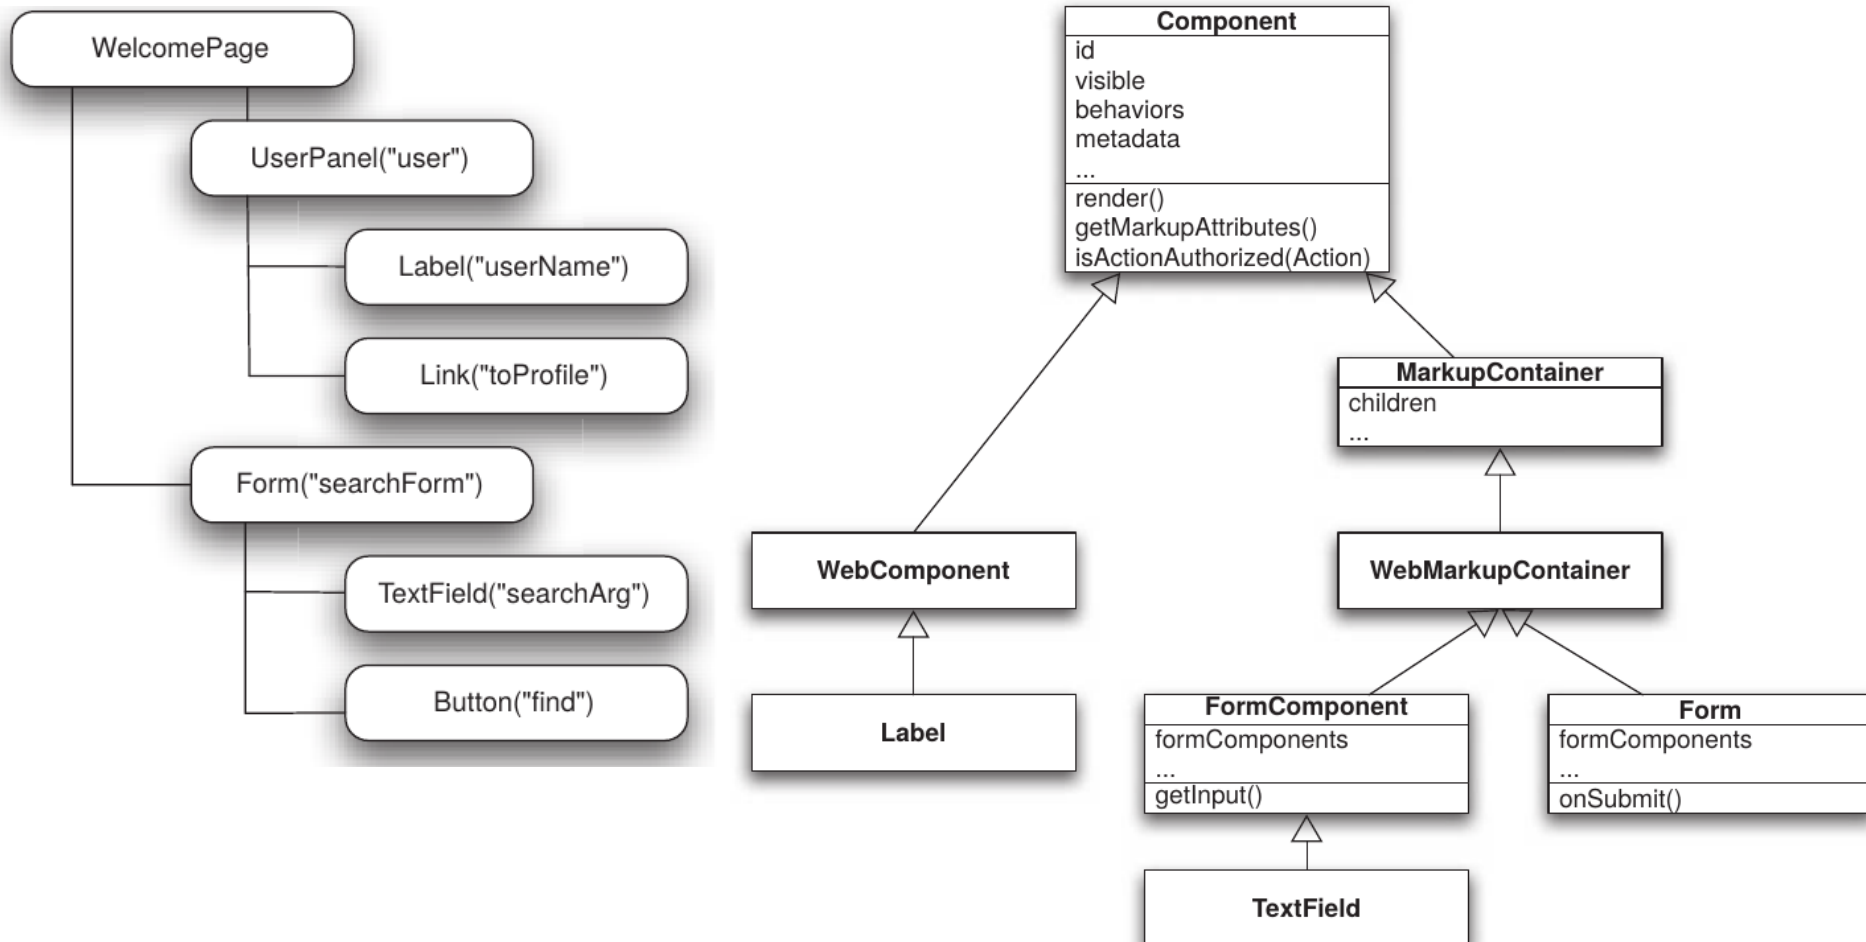 WelcomePage
UserPanel("user")
Label("userName")
Link("toProfile")
Form("searchForm")
TextField("searchArg")
Button("find")
Component
id
visible
behaviors
metadata
...
render()
getMarkupAttributes()
isActionAuthorized(Action)
MarkupContainer
children
...
WebComponent
WebMarkupContainer
Label
FormComponent
formComponents
...
getInput()
Form
formComponents
...
onSubmit()
TextField